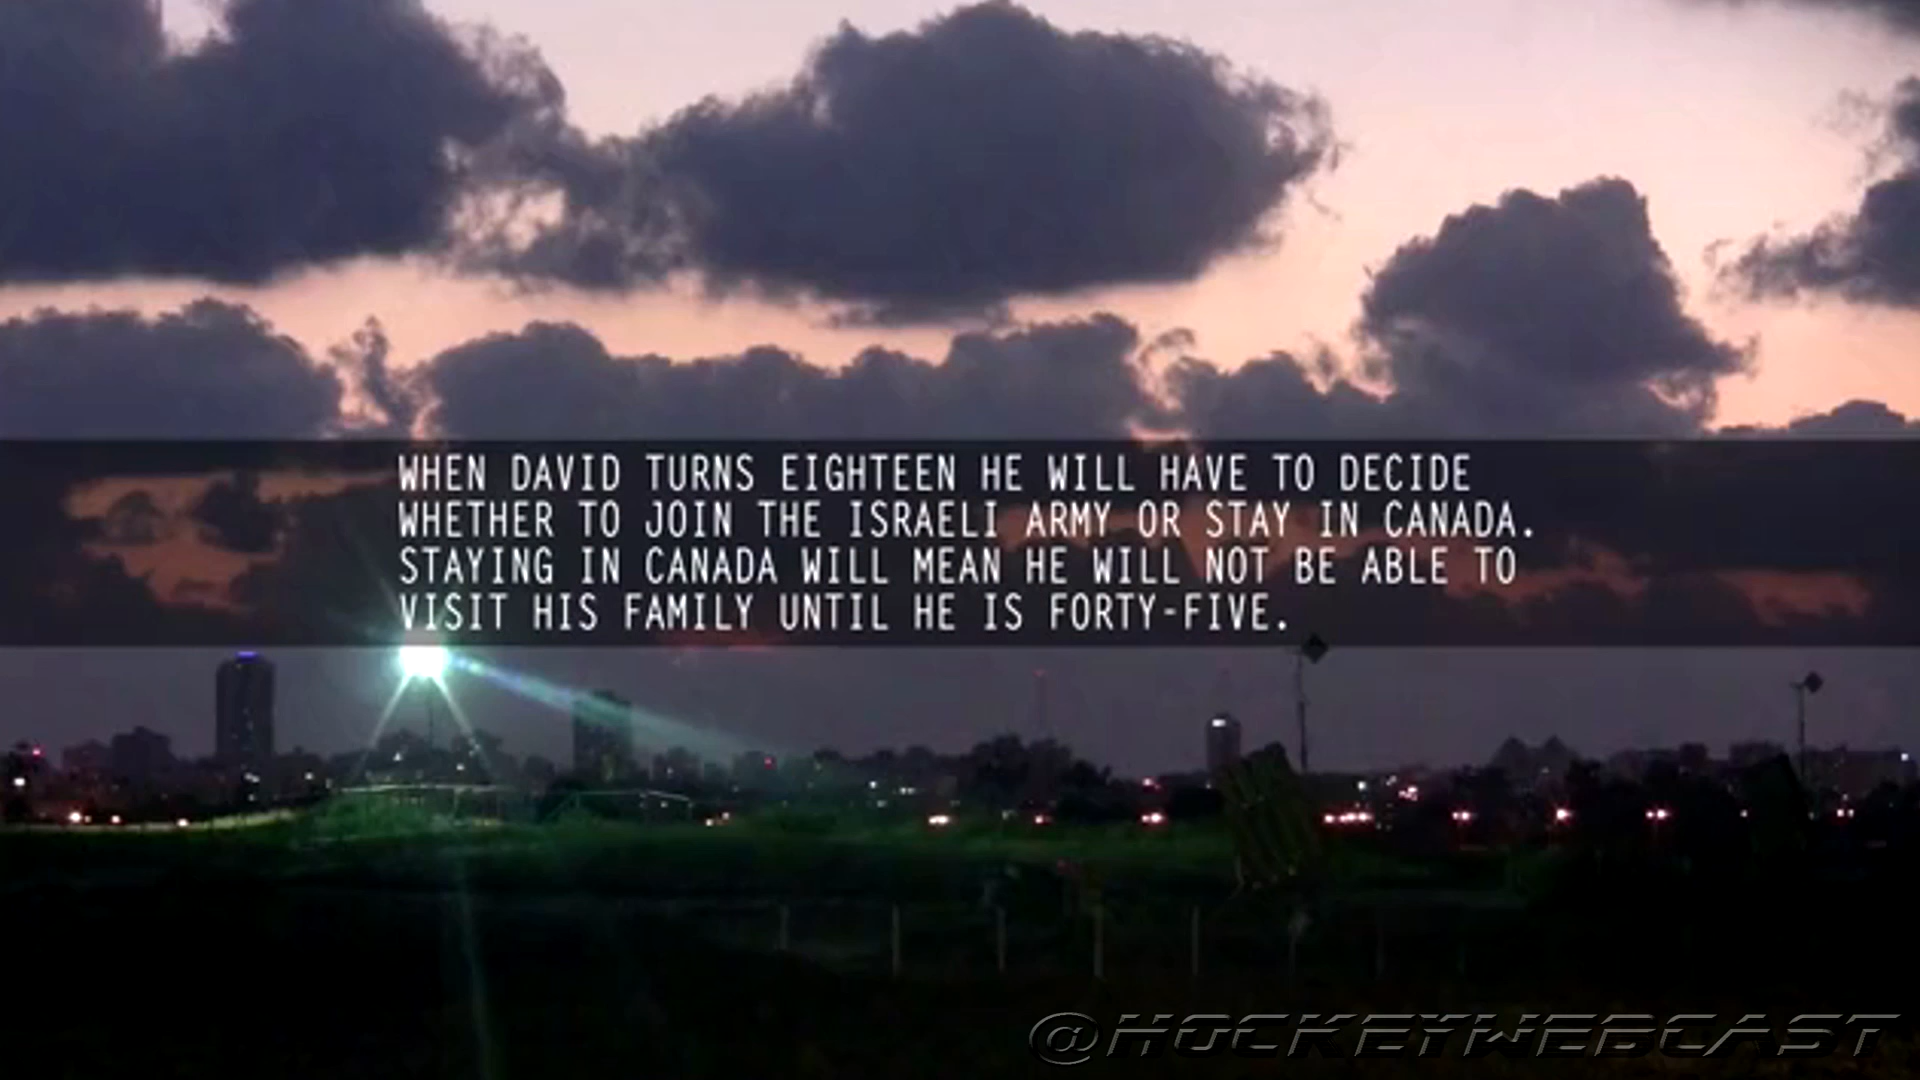 WHEN DAVID TURNS EIGHTEEN HE WILL HAVE TO DECIDE
WHETHER TO JOIN THE ISRAELI ARMY OR STAY IN CANADA.
STAYING IN CANADA WILL MEAN HE WILL NOT BE ABLE TO
VISIT HIS FAMILY UNTIL HE IS FORTY-FIVE.
@HOCKEYWEBCAST